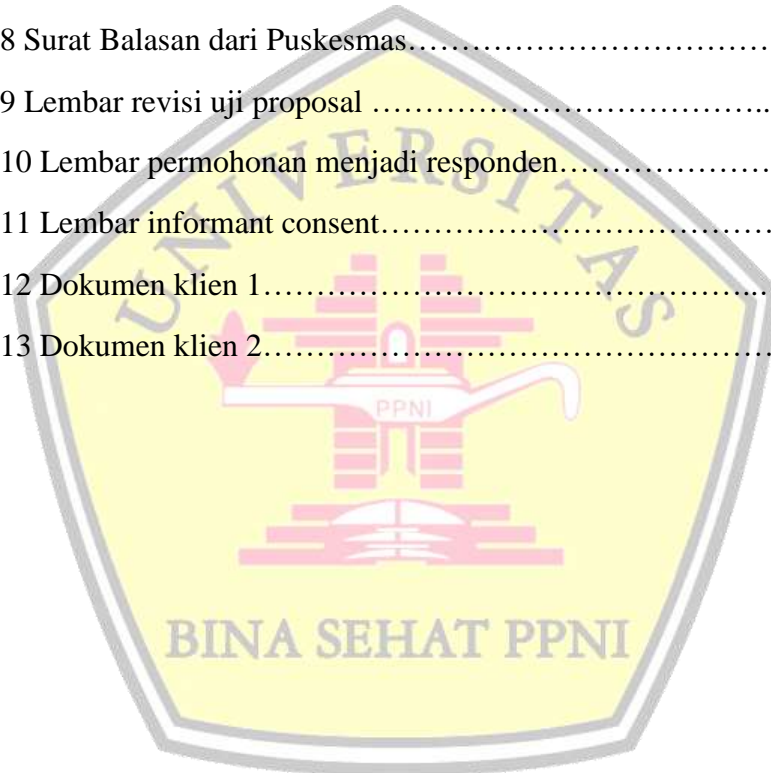 8 Surat Balasan dari Puskesmas……………………………
9 Lembar revisi uji proposal …………………………………..
10 Lembar permohonan menjadi responden…………………
11 Lembar informant consent…………………………………
12 Dokumen klien 1…………………………………………..…
13 Dokumen klien 2……………………………………………
UNIVERSITAS
PPNI
BINA SEHAT PPNI